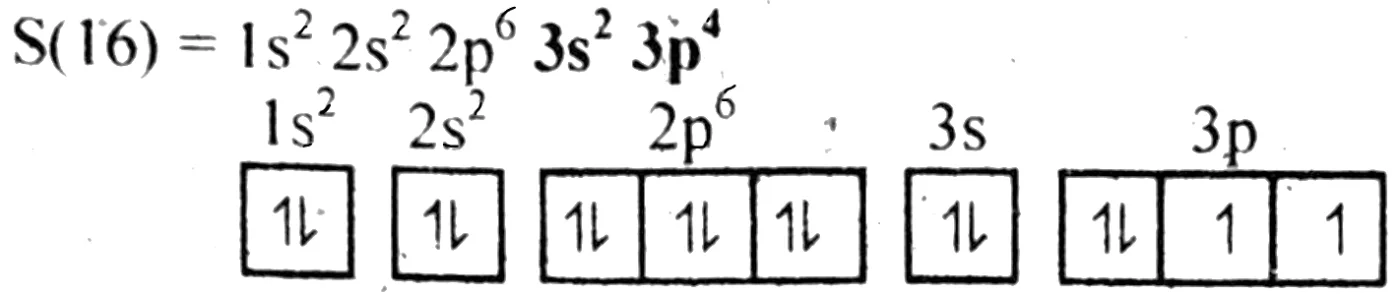 S(16) = 1s² 2s² 2p⁶ 3s² 3p⁴
1s² 2s² 2p⁶ 3s 3p
1⇂ 1⇂ 1⇂ 1⇂ 1⇂ 1⇂ 1⇂ 1 1